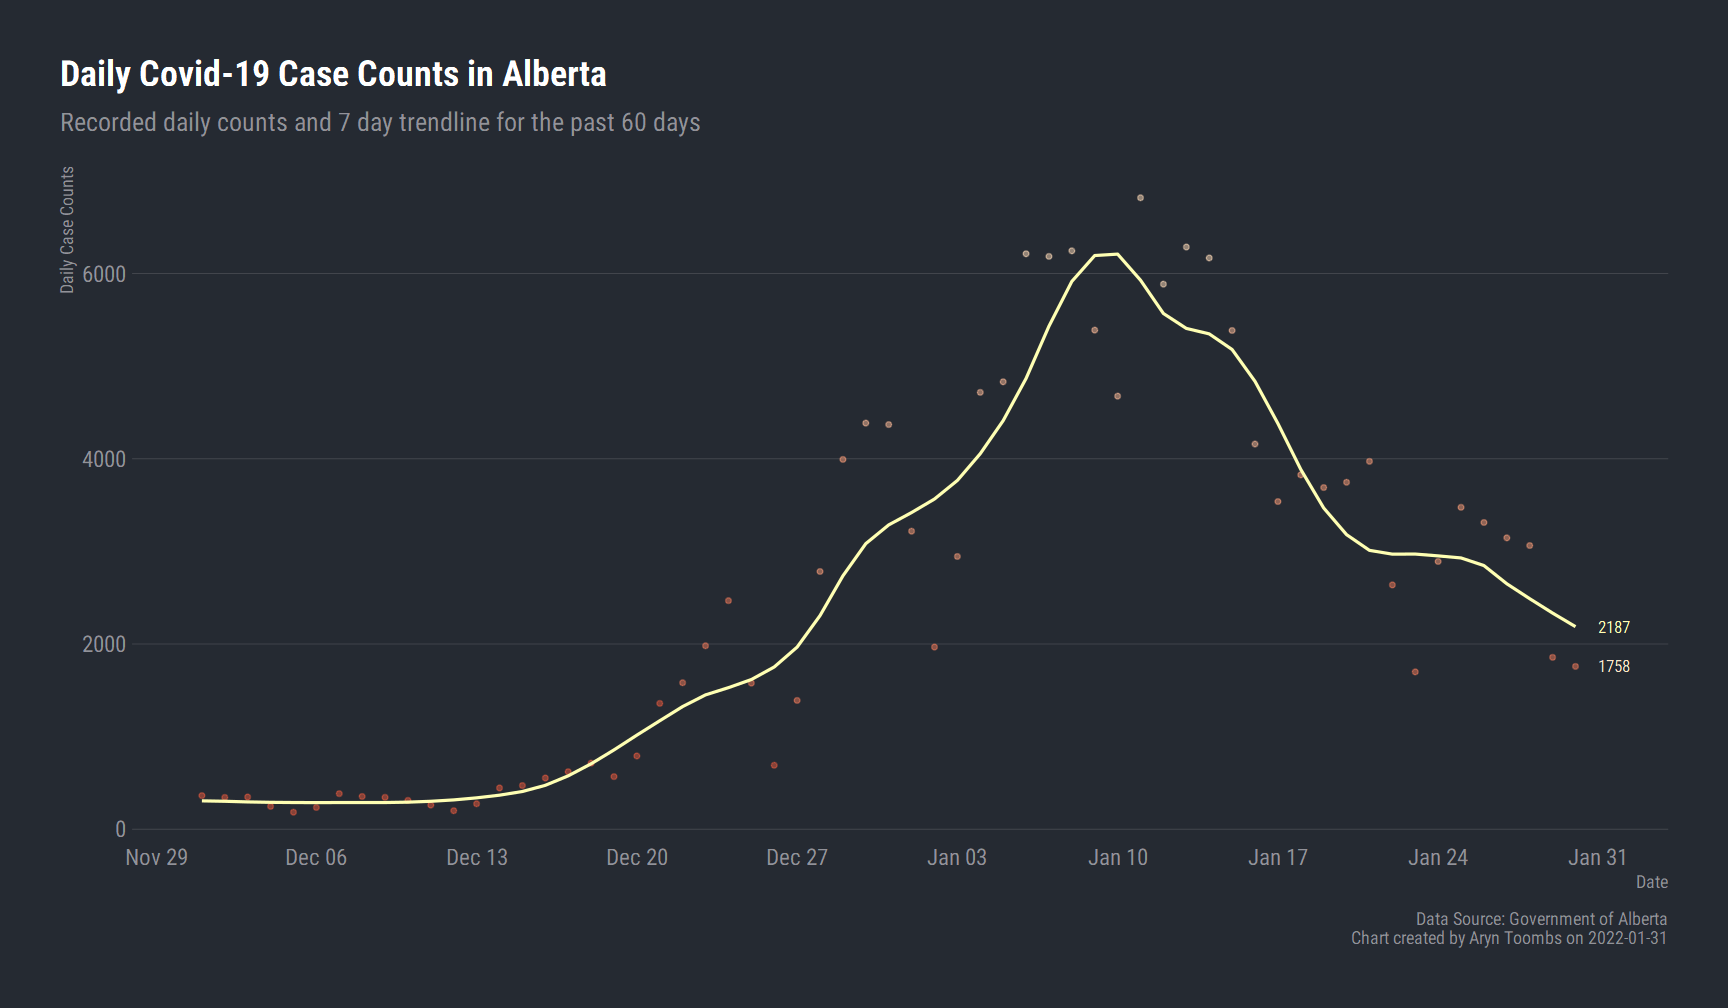 Daily Covid-19 Case Counts in Alberta
Recorded daily counts and 7 day trendline for the past 60 days
Daily Case Counts
6000
4000
2000
0
2187
1758
Nov 29 Dec 06 Dec 13 Dec 20 Dec 27 Jan 03 Jan 10 Jan 17 Jan 24 Jan 31
Date
Data Source: Government of Alberta
Chart created by Aryn Toombs on 2022-01-31